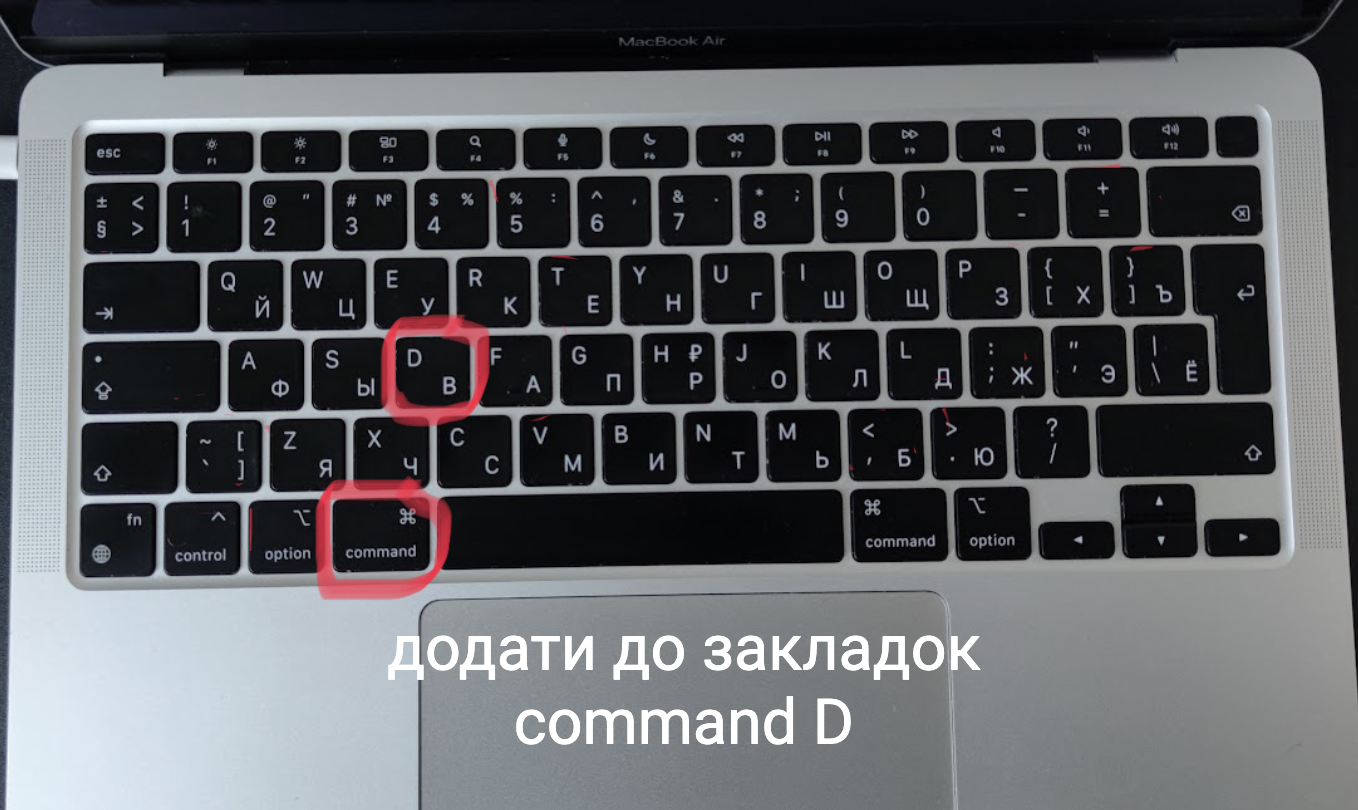 MacBook Air
esc F1 F2 F3 F4 F5 F6 F7 F8 F9 F10 F11 F12
± < § > ! 1 @ " 2 # № 3 $ % 4 % : 5 ^ , 6 & . 7 * ; 8 ( 9 ) 0 — - + =
Q Й W Ц E У R К T Е Y Н U Г I Ш O Щ P З { [ Х } ] Ъ
A Ф S Ы D В F А G П H ₽ Р J О K Л L Д : ; Ж " ' Э | \ Ё
~ [ ` ] Z Я X Ч C С V М B И N Т M Ь < , Б > . Ю ? /
fn control option command command option
додати до закладок
command D